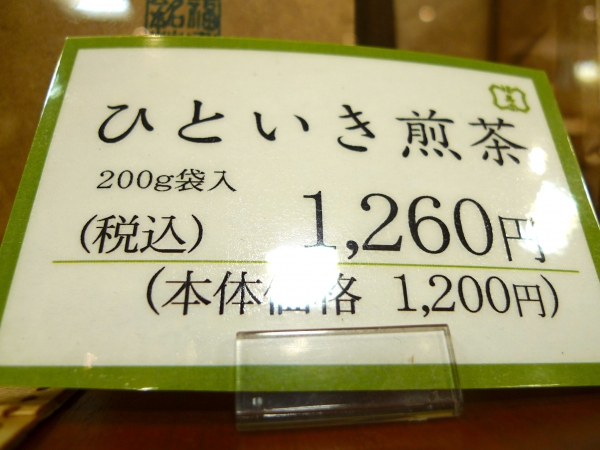 ひといき煎茶
200g袋入
(税込) 1,260円
(本体価格 1,200円)